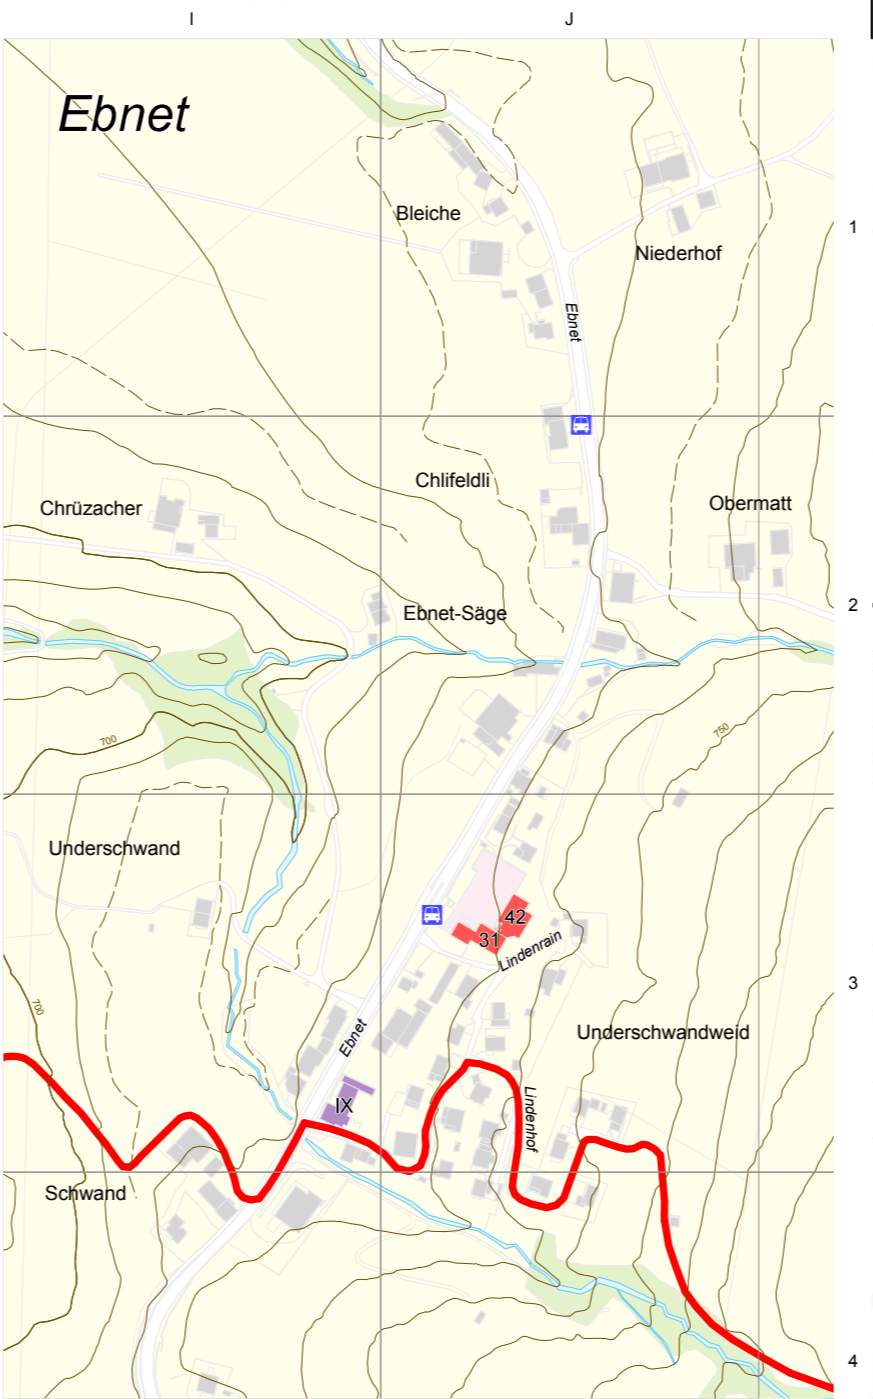 I
J
Ebnet
Bleiche
1
Niederhof
Ebnet
Chlifeldli
Chrüzacher
Obermatt
2
Ebnet-Säge
700
750
Underschwand
42
31
Lindenrain
3
700
Ebnet
Underschwandweid
IX
Lindenhof
Schwand
4